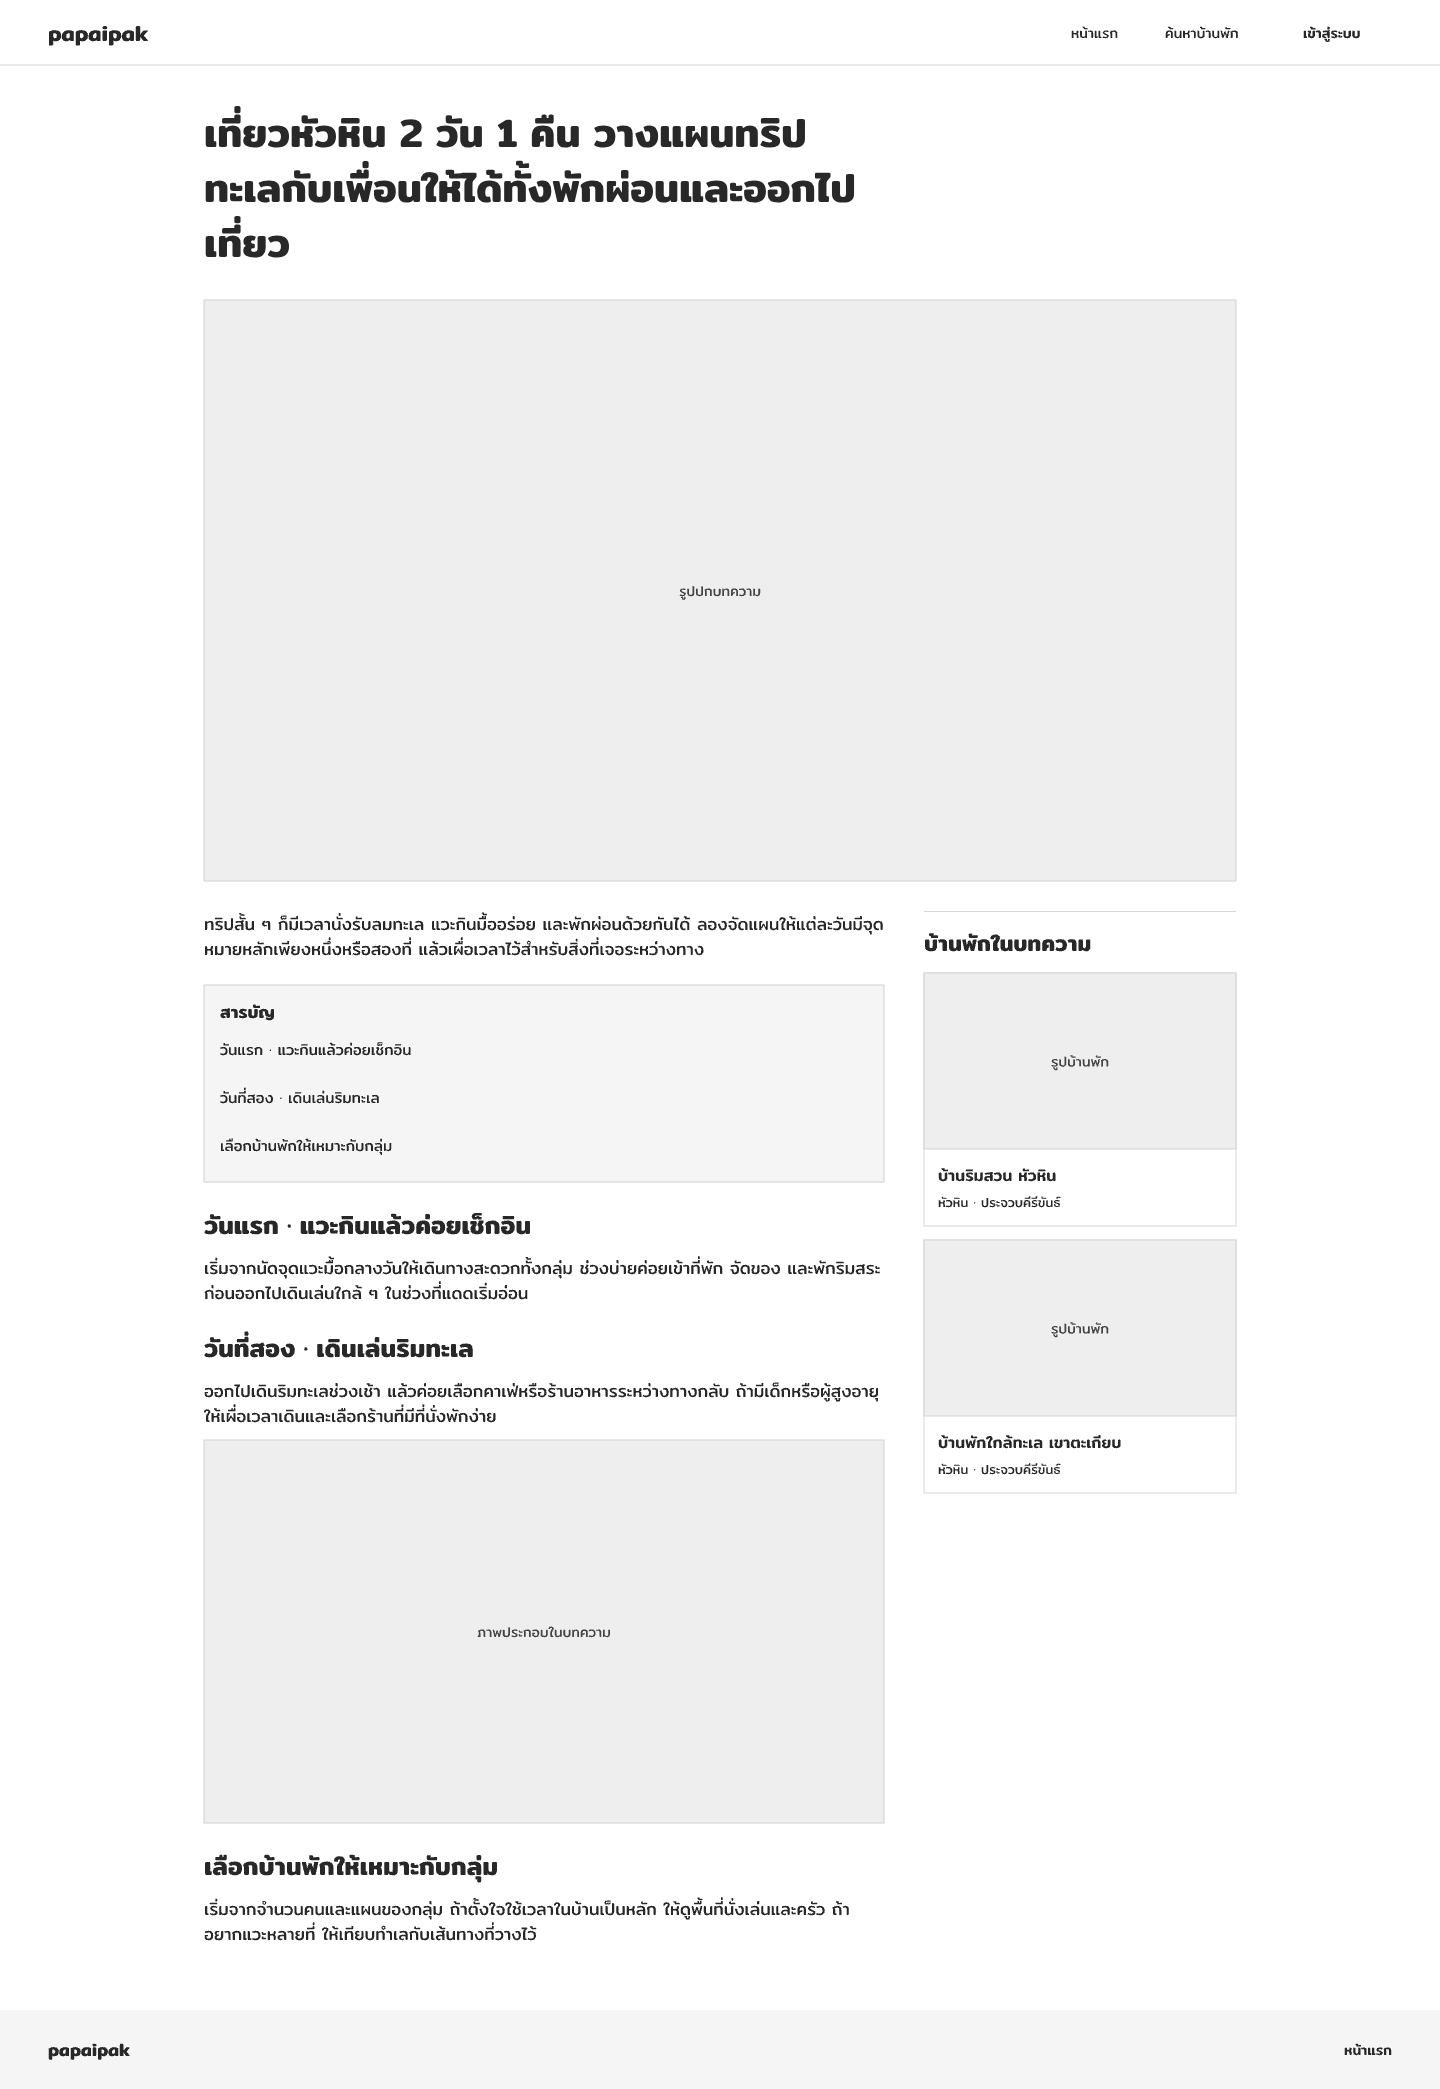 papaipak
หน้าแรก
ค้นหาบ้านพัก
เข้าสู่ระบบ
เที่ยวหัวหิน 2 วัน 1 คืน วางแผนทริป
ทะเลกับเพื่อนให้ได้ทั้งพักผ่อนและออกไป
เที่ยว
รูปปกบทความ
ทริปสั้น ๆ ก็มีเวลานั่งรับลมทะเล แวะกินมื้ออร่อย และพักผ่อนด้วยกันได้ ลองจัดแผนให้แต่ละวันมีจุด
หมายหลักเพียงหนึ่งหรือสองที่ แล้วเผื่อเวลาไว้สำหรับสิ่งที่เจอระหว่างทาง
สารบัญ
วันแรก · แวะกินแล้วค่อยเช็กอิน
วันที่สอง · เดินเล่นริมทะเล
เลือกบ้านพักให้เหมาะกับกลุ่ม
วันแรก · แวะกินแล้วค่อยเช็กอิน
เริ่มจากนัดจุดแวะมื้อกลางวันให้เดินทางสะดวกทั้งกลุ่ม ช่วงบ่ายค่อยเข้าที่พัก จัดของ และพักริมสระ
ก่อนออกไปเดินเล่นใกล้ ๆ ในช่วงที่แดดเริ่มอ่อน
วันที่สอง · เดินเล่นริมทะเล
ออกไปเดินริมทะเลช่วงเช้า แล้วค่อยเลือกคาเฟ่หรือร้านอาหารระหว่างทางกลับ ถ้ามีเด็กหรือผู้สูงอายุ
ให้เผื่อเวลาเดินและเลือกร้านที่มีที่นั่งพักง่าย
ภาพประกอบในบทความ
เลือกบ้านพักให้เหมาะกับกลุ่ม
เริ่มจากจำนวนคนและแผนของกลุ่ม ถ้าตั้งใจใช้เวลาในบ้านเป็นหลัก ให้ดูพื้นที่นั่งเล่นและครัว ถ้า
อยากแวะหลายที่ ให้เทียบทำเลกับเส้นทางที่วางไว้
บ้านพักในบทความ
รูปบ้านพัก
บ้านริมสวน หัวหิน
หัวหิน · ประจวบคีรีขันธ์
รูปบ้านพัก
บ้านพักใกล้ทะเล เขาตะเกียบ
หัวหิน · ประจวบคีรีขันธ์
papaipak
หน้าแรก